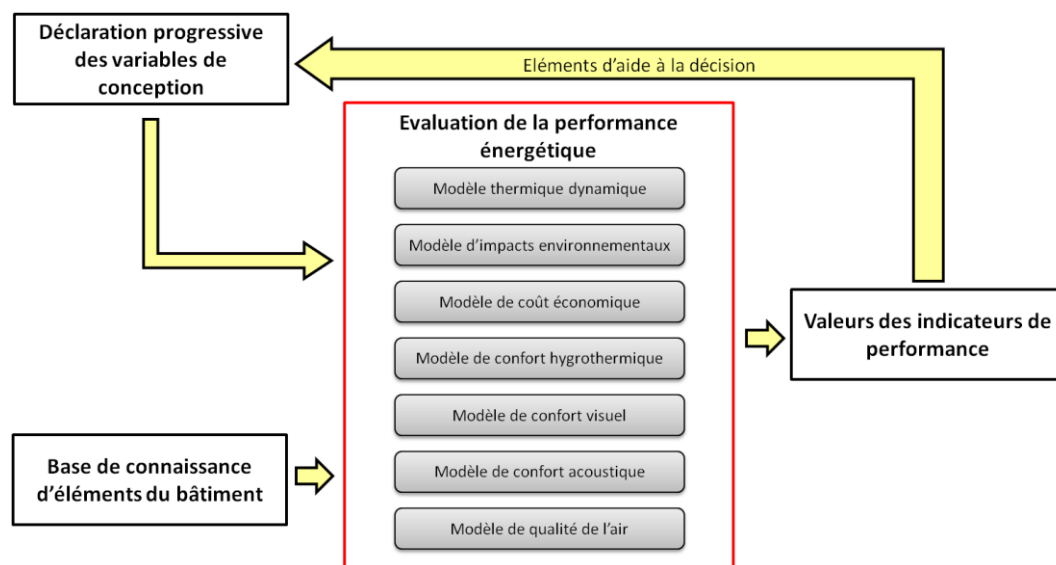 Déclaration progressive
des variables de
conception
Eléments d'aide à la décision
Evaluation de la performance
énergétique
Modèle thermique dynamique
Modèle d'impacts environnementaux
Modèle de coût économique
Modèle de confort hygrothermique
Modèle de confort visuel
Modèle de confort acoustique
Modèle de qualité de l'air
Valeurs des indicateurs de
performance
Base de connaissance
d'éléments du bâtiment